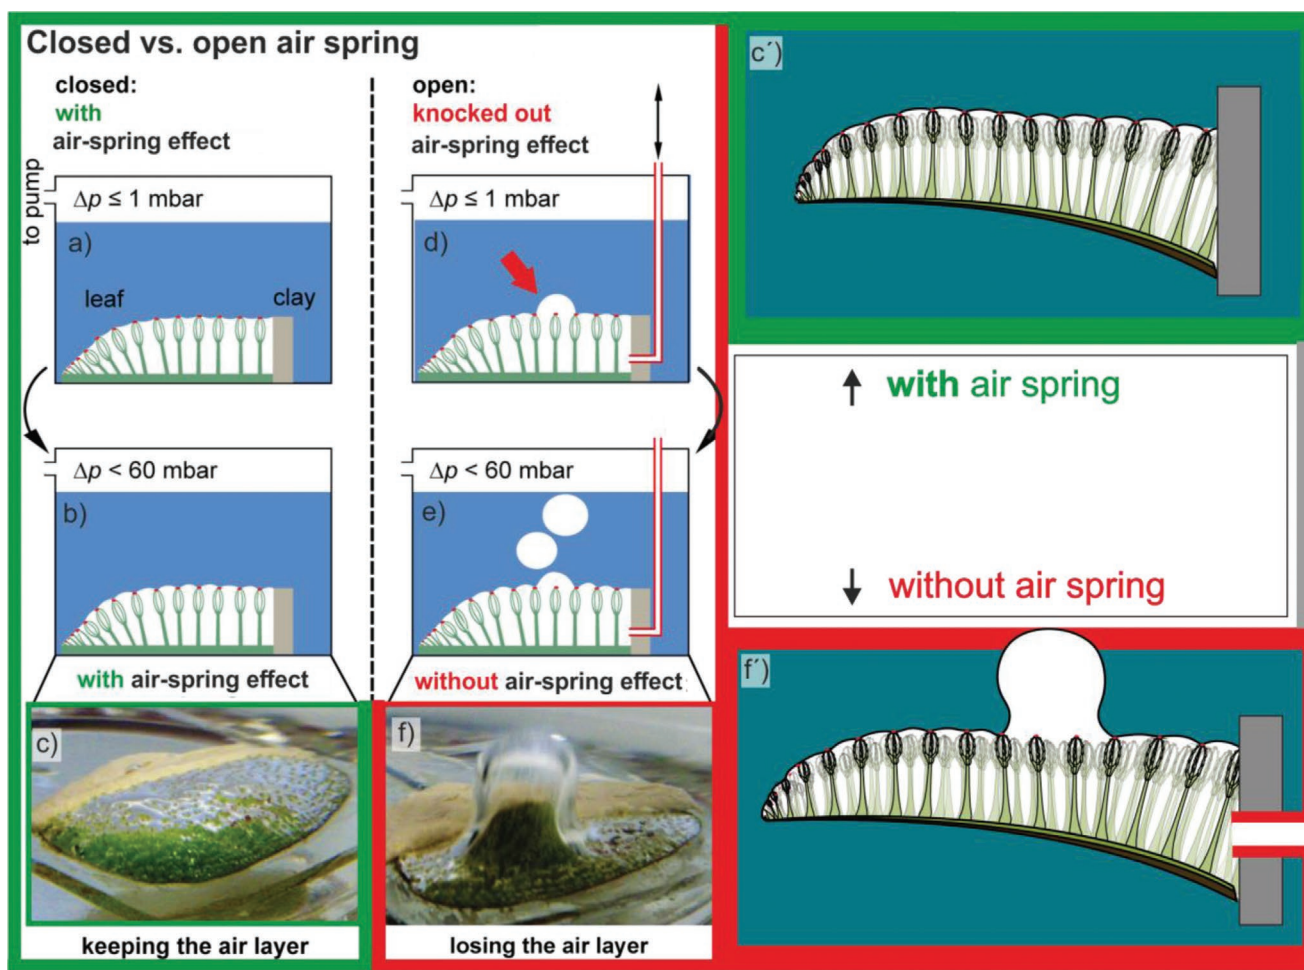 Closed vs. open air spring
closed:
with
air-spring effect
open:
knocked out
air-spring effect
to pump
Δp ≤ 1 mbar
a)
leaf
clay
Δp ≤ 1 mbar
d)
Δp < 60 mbar
b)
Δp < 60 mbar
e)
with air-spring effect
without air-spring effect
c)
f)
keeping the air layer
losing the air layer
c´)
↑ with air spring
↓ without air spring
f´)